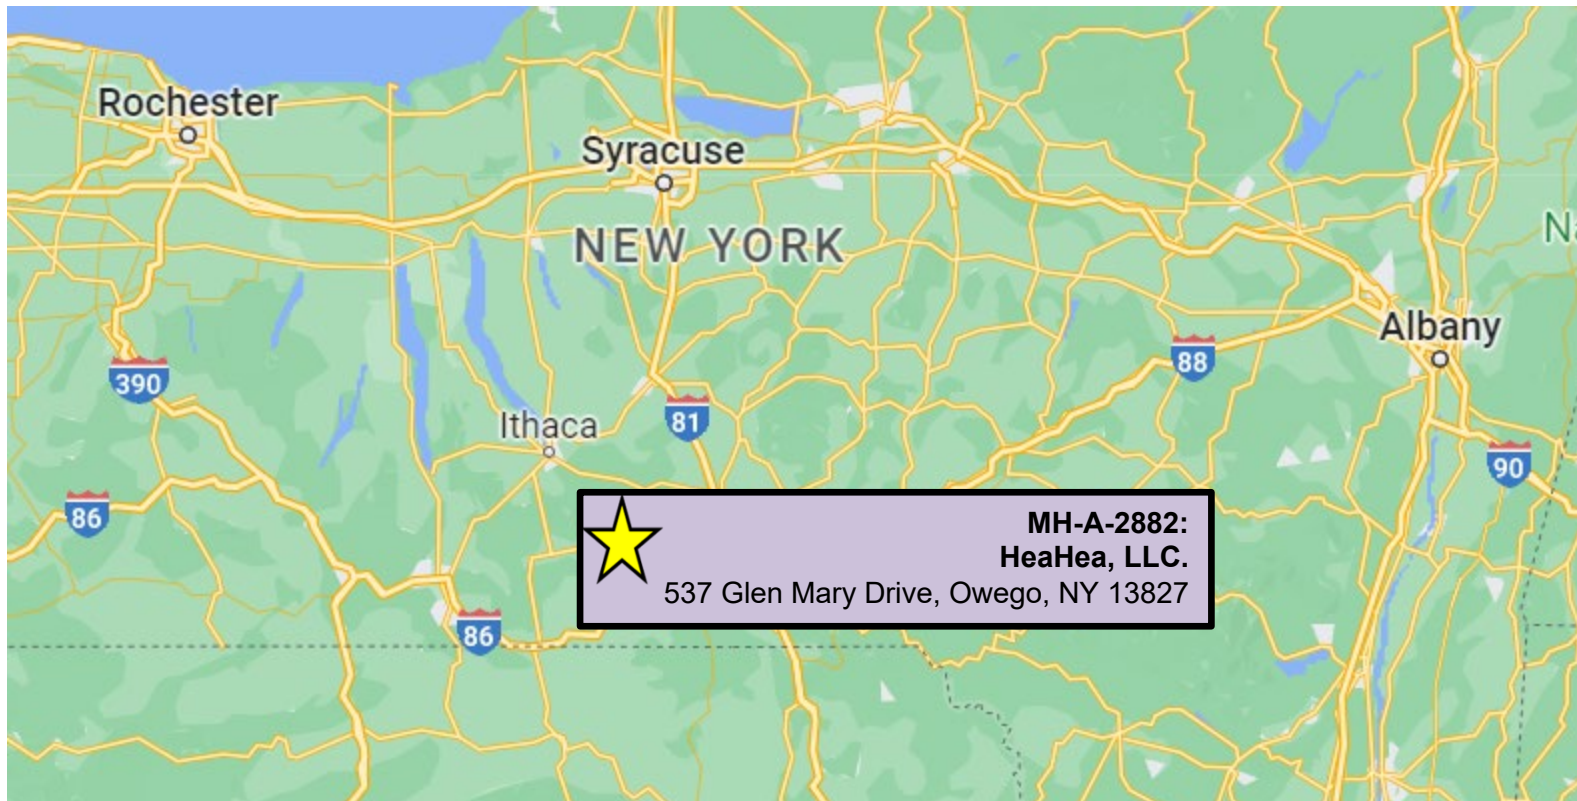 Rochester
Syracuse
NEW YORK
Na
Albany
88
390
Ithaca
81
90
86
MH-A-2882:
HeaHea, LLC.
537 Glen Mary Drive, Owego, NY 13827
86